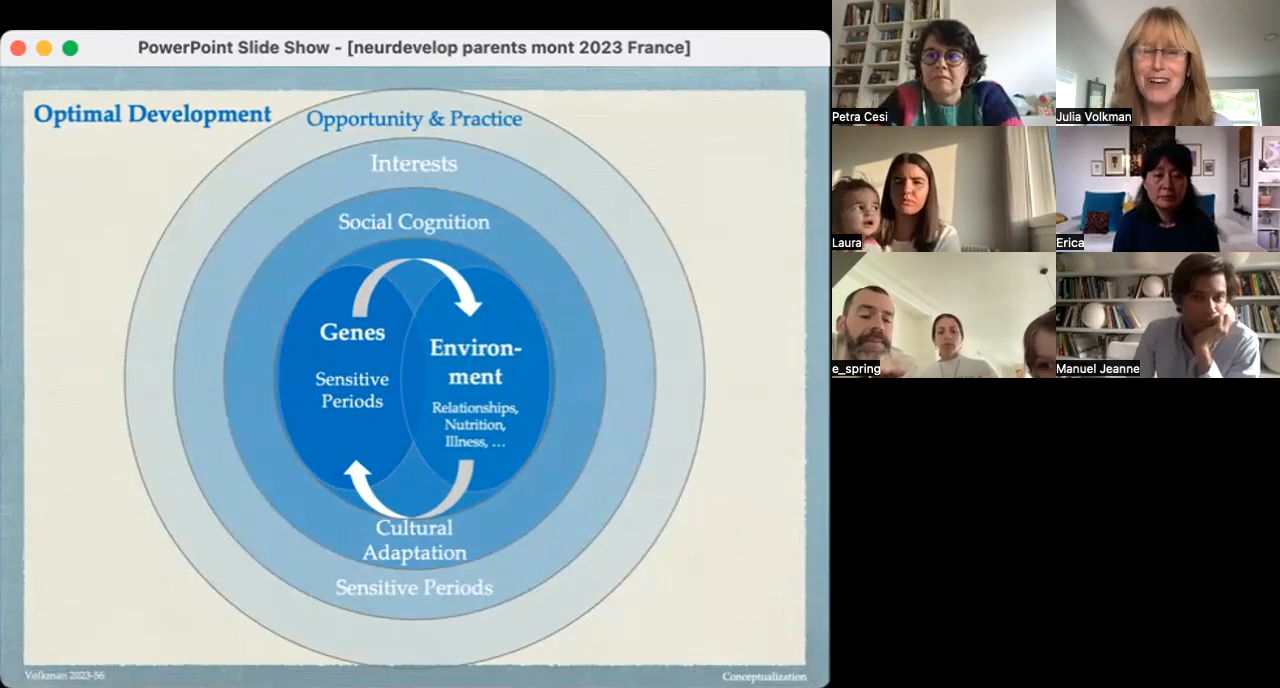 PowerPoint Slide Show - [neurdevelop parents mont 2023 France]
Optimal Development
Opportunity & Practice
Interests
Social Cognition
Genes
Sensitive
Periods
Environ-
ment
Relationships,
Nutrition,
Illness, ...
Cultural
Adaptation
Sensitive Periods
Volkman 2023-56
Conceptualization
Petra Cesi
Julia Volkman
Laura
Erica
e_spring
Manuel Jeanne